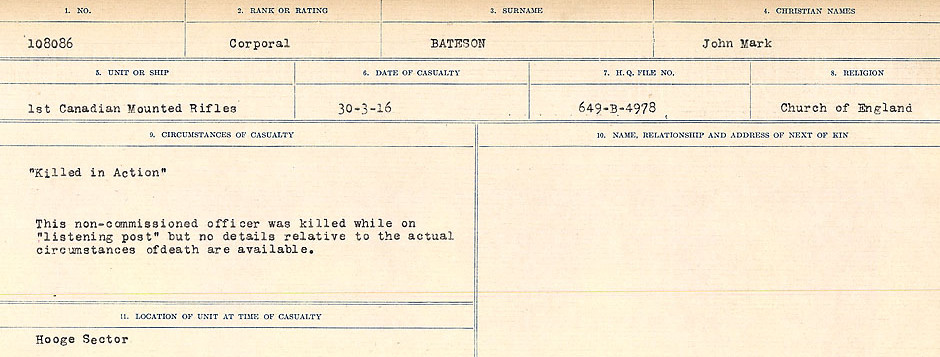 1. NO. 2. RANK OR RATING 3. SURNAME 4. CHRISTIAN NAMES
108086 Corporal BATESON John Mark
5. UNIT OR SHIP 6. DATE OF CASUALTY 7. H.Q. FILE NO. 8. RELIGION
1st Canadian Mounted Rifles 30-3-16 649-B-4978 Church of England
9. CIRCUMSTANCES OF CASUALTY 10. NAME, RELATIONSHIP AND ADDRESS OF NEXT OF KIN
"Killed in Action"
This non-commissioned officer was killed while on
"listening post" but no details relative to the actual
circumstances ofdeath are available.
11. LOCATION OF UNIT AT TIME OF CASUALTY
Hooge Sector